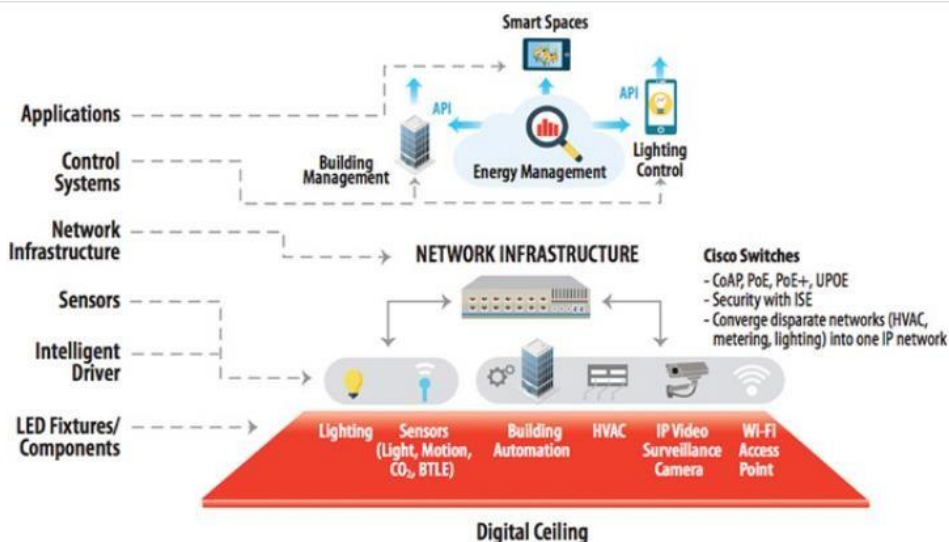 Smart Spaces
API
API
Applications
Control
Systems
Building
Management
Energy Management
Lighting
Control
Network
Infrastructure
NETWORK INFRASTRUCTURE
Cisco Switches
- CoAP, PoE, PoE+, UPOE
- Security with ISE
- Converge disparate networks (HVAC,
metering, lighting) into one IP network
Sensors
Intelligent
Driver
LED Fixtures/
Components
Lighting
Sensors
(Light, Motion,
CO₂, BTLE)
Building
Automation
HVAC
IP Video
Surveillance
Camera
Wi-Fi
Access
Point
Digital Ceiling